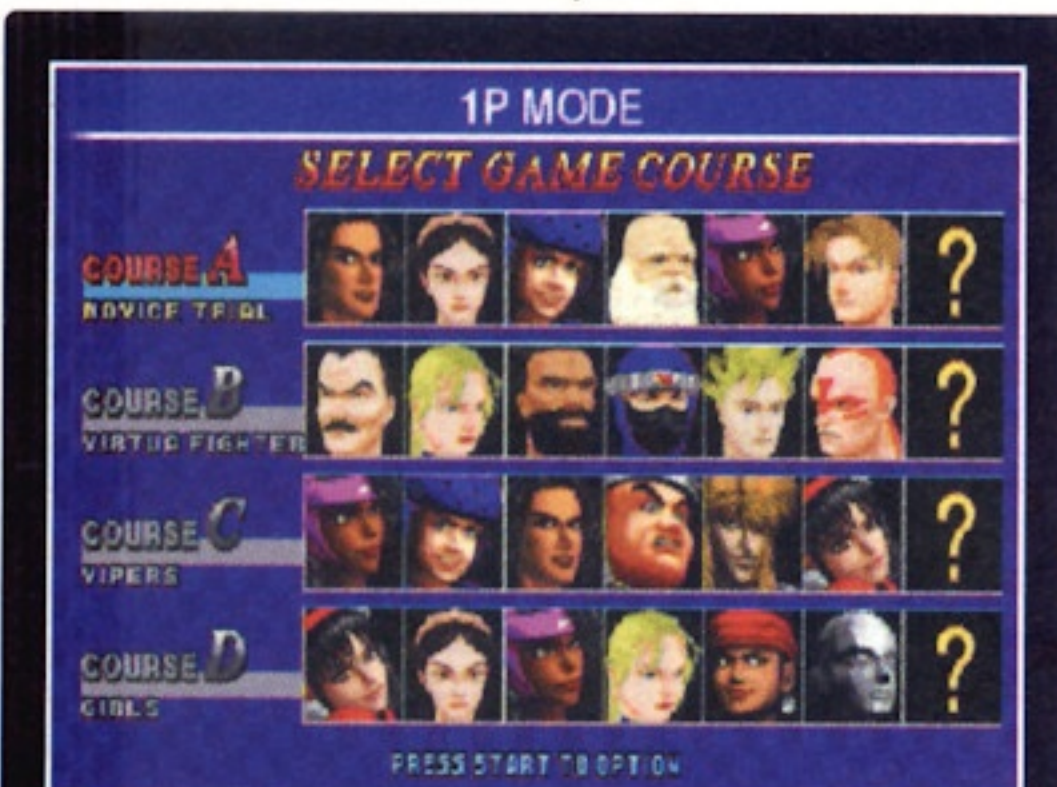 1P MODE
SELECT GAME COURSE
COURSE A
NOVICE TRIAL
?
COURSE B
VIRTUA FIGHTER
?
COURSE C
VIPERS
?
COURSE D
GIRLS
?
PRESS START TO OPTION